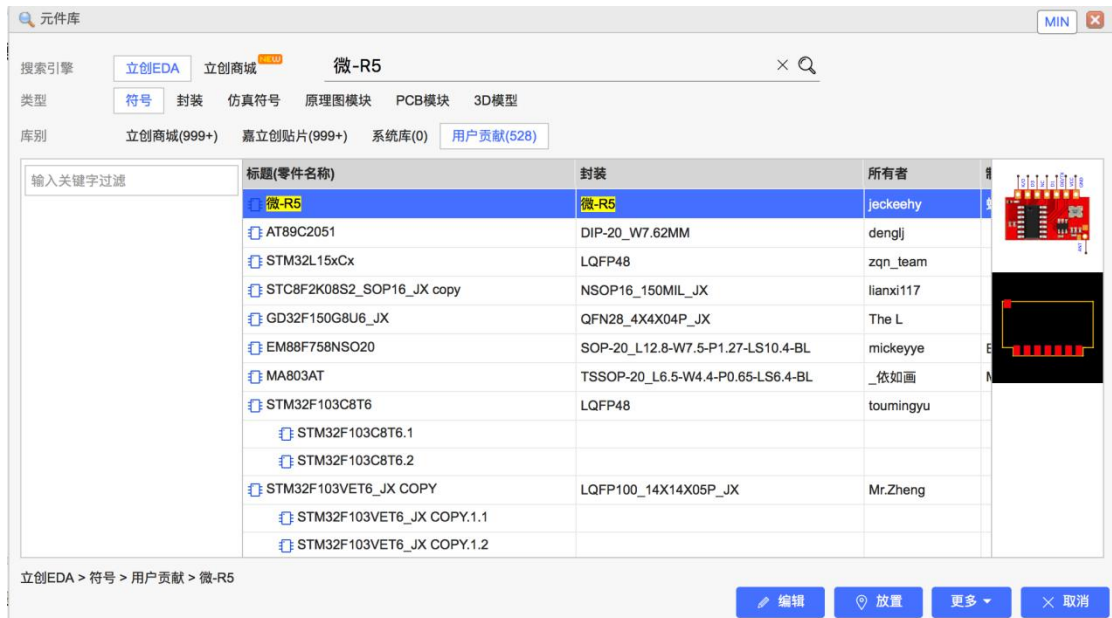 元件库 MIN
搜索引擎 立创EDA 立创商城 NEW 微-R5
类型 符号 封装 仿真符号 原理图模块 PCB模块 3D模型
库别 立创商城(999+) 嘉立创贴片(999+) 系统库(0) 用户贡献(528)
输入关键字过滤
标题(零件名称) 封装 所有者
微-R5 微-R5 jeckeehy
AT89C2051 DIP-20_W7.62MM denglj
STM32L15xCx LQFP48 zqn_team
STC8F2K08S2_SOP16_JX copy NSOP16_150MIL_JX lianxi117
GD32F150G8U6_JX QFN28_4X4X04P_JX The L
EM88F758NSO20 SOP-20_L12.8-W7.5-P1.27-LS10.4-BL mickeyye
MA803AT TSSOP-20_L6.5-W4.4-P0.65-LS6.4-BL _依如画
STM32F103C8T6 LQFP48 toumingyu
STM32F103C8T6.1
STM32F103C8T6.2
STM32F103VET6_JX COPY LQFP100_14X14X05P_JX Mr.Zheng
STM32F103VET6_JX COPY.1.1
STM32F103VET6_JX COPY.1.2
立创EDA > 符号 > 用户贡献 > 微-R5
编辑 放置 更多 取消